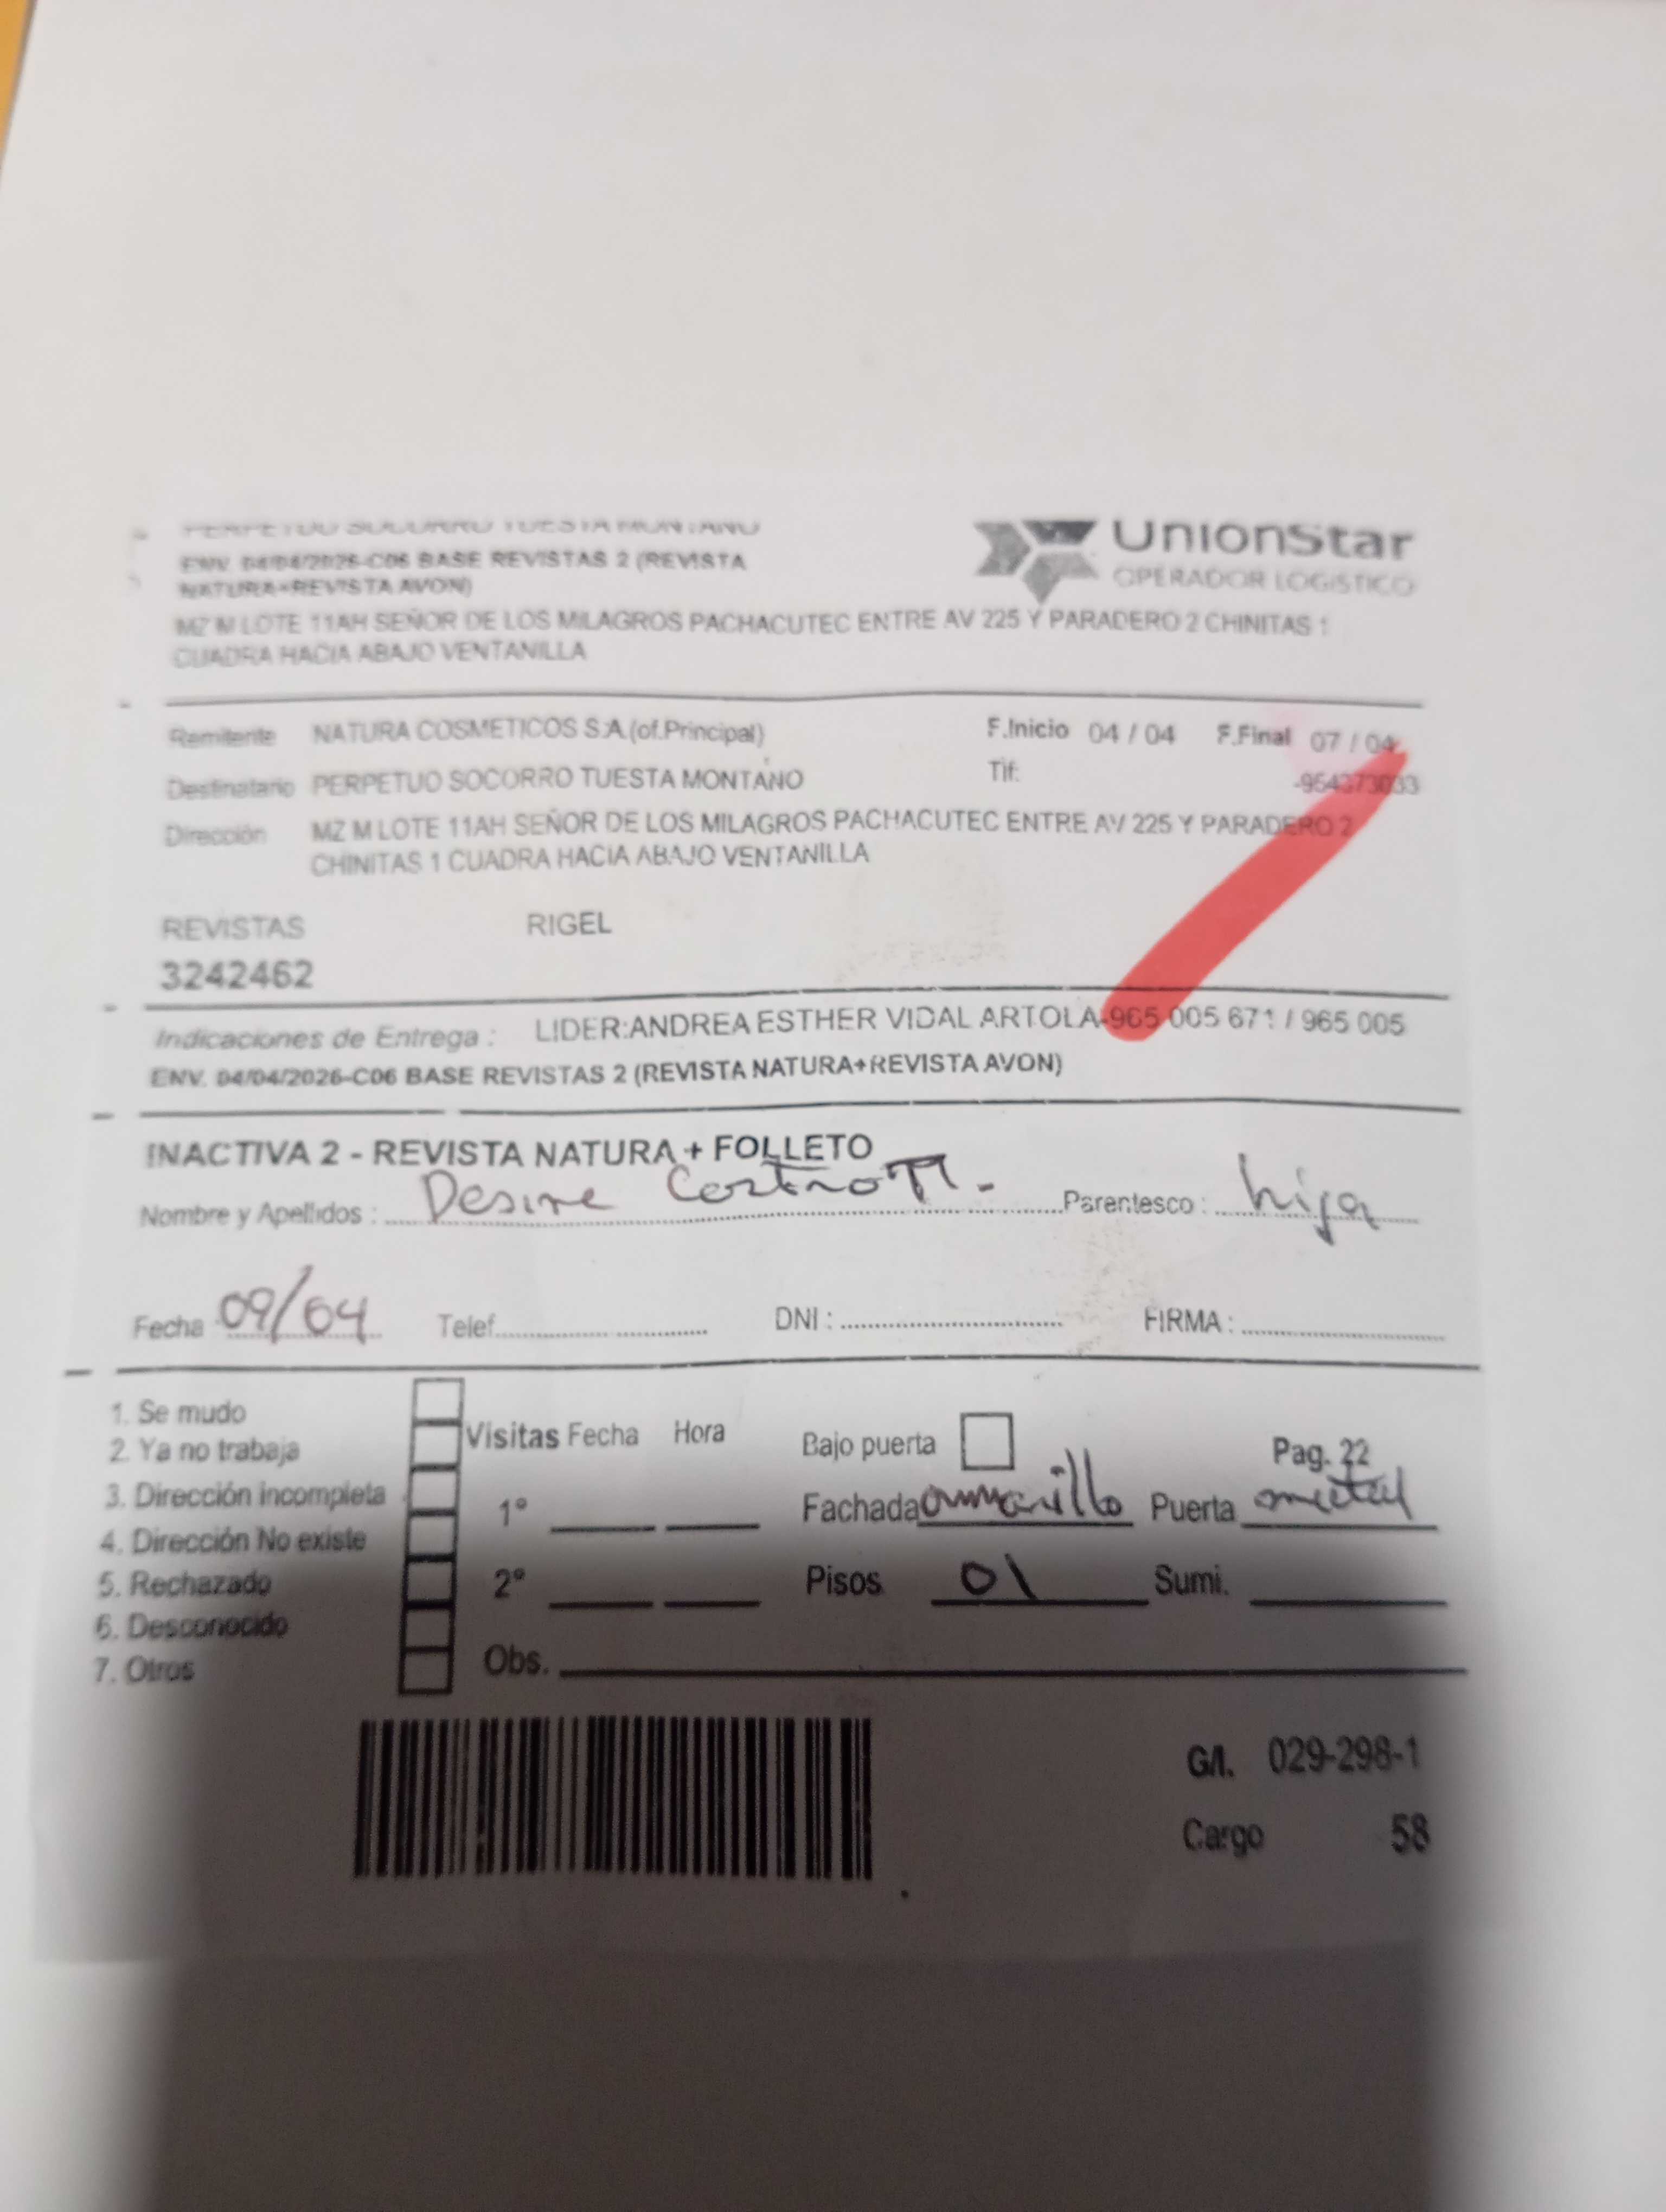 PERPETUO SOCORRO TUESTA MONTANO
ENV. 04/04/2026-C06 BASE REVISTAS 2 (REVISTA
NATURA+REVISTA AVON)
UnionStar
OPERADOR LOGISTICO
MZ M LOTE 11AH SEÑOR DE LOS MILAGROS PACHACUTEC ENTRE AV 225 Y PARADERO 2 CHINITAS 1
CUADRA HACIA ABAJO VENTANILLA
Remitente NATURA COSMETICOS S.A.(of.Principal) F.Inicio 04 / 04 F.Final 07 / 04
Destinatario PERPETUO SOCORRO TUESTA MONTANO Tlf: -954373033
Dirección MZ M LOTE 11AH SEÑOR DE LOS MILAGROS PACHACUTEC ENTRE AV 225 Y PARADERO 2
CHINITAS 1 CUADRA HACIA ABAJO VENTANILLA
REVISTAS RIGEL
3242462
Indicaciones de Entrega : LIDER:ANDREA ESTHER VIDAL ARTOLA-965 005 671 / 965 005
ENV. 04/04/2026-C06 BASE REVISTAS 2 (REVISTA NATURA+REVISTA AVON)
INACTIVA 2 - REVISTA NATURA + FOLLETO
Nombre y Apellidos : Desire Castro Parentesco : hija
Fecha 09/04 Telef. DNI : FIRMA :
1. Se mudo
2. Ya no trabaja
3. Dirección incompleta
4. Dirección No existe
5. Rechazado
6. Desconocido
7. Otros
Visitas Fecha Hora
1°
2°
Obs.
Bajo puerta Pag. 22
Fachada amarillo Puerta metal
Pisos 01 Sumi.
G/I. 029-298-1
Cargo 58